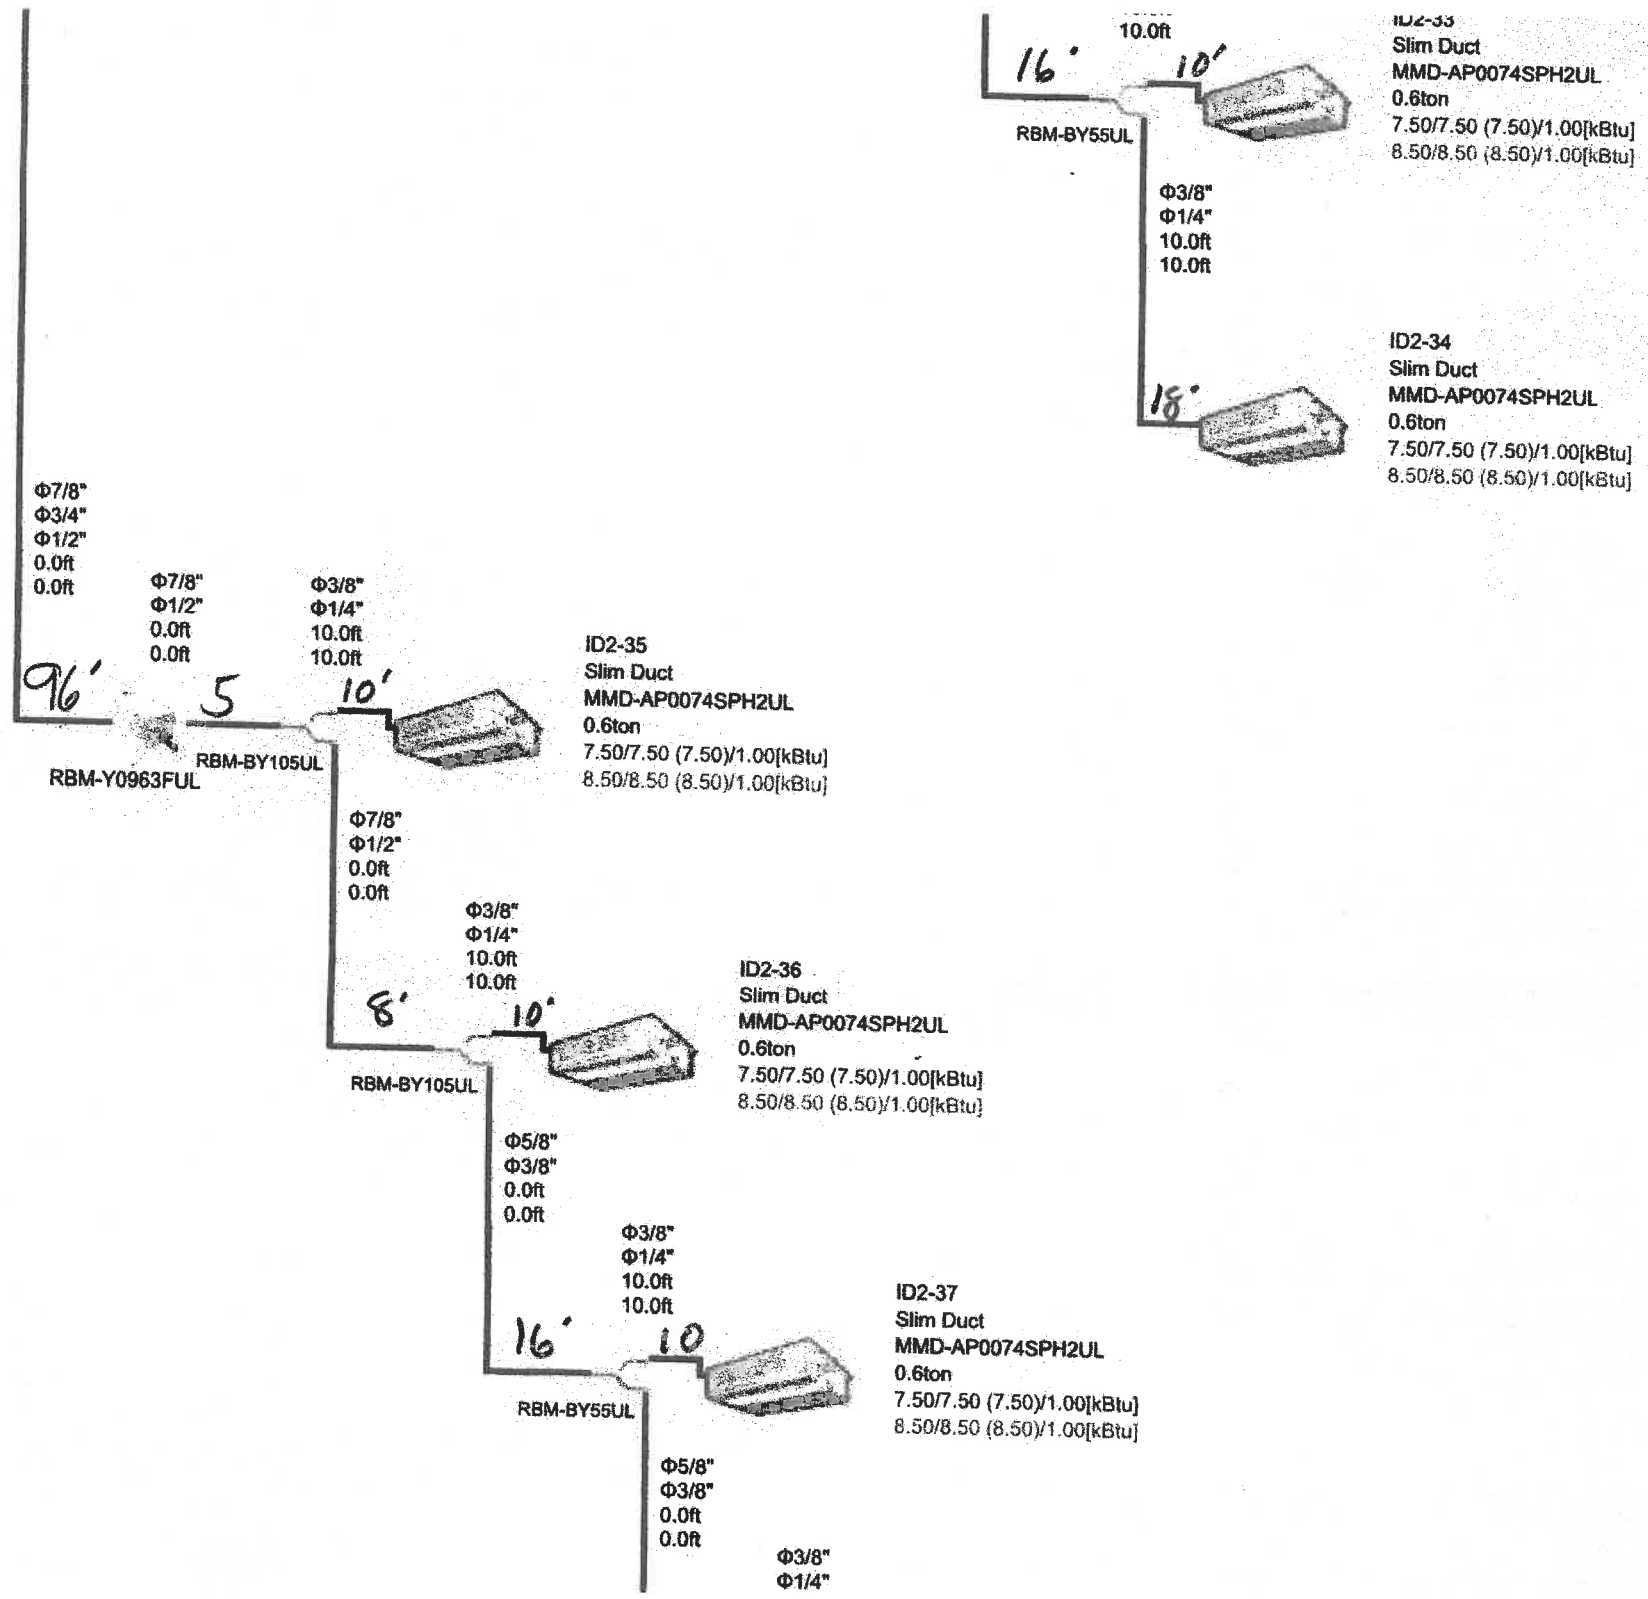 10.0ft
16'
10'
ID2-33
Slim Duct
MMD-AP0074SPH2UL
0.6ton
7.50/7.50 (7.50)/1.00[kBtu]
8.50/8.50 (8.50)/1.00[kBtu]
RBM-BY55UL
Φ3/8"
Φ1/4"
10.0ft
10.0ft
18'
ID2-34
Slim Duct
MMD-AP0074SPH2UL
0.6ton
7.50/7.50 (7.50)/1.00[kBtu]
8.50/8.50 (8.50)/1.00[kBtu]
Φ7/8"
Φ3/4"
Φ1/2"
0.0ft
0.0ft
96'
RBM-Y0963FUL
Φ7/8"
Φ1/2"
0.0ft
0.0ft
5
RBM-BY105UL
Φ3/8"
Φ1/4"
10.0ft
10.0ft
10'
ID2-35
Slim Duct
MMD-AP0074SPH2UL
0.6ton
7.50/7.50 (7.50)/1.00[kBtu]
8.50/8.50 (8.50)/1.00[kBtu]
Φ7/8"
Φ1/2"
0.0ft
0.0ft
8'
RBM-BY105UL
Φ3/8"
Φ1/4"
10.0ft
10.0ft
10'
ID2-36
Slim Duct
MMD-AP0074SPH2UL
0.6ton
7.50/7.50 (7.50)/1.00[kBtu]
8.50/8.50 (8.50)/1.00[kBtu]
Φ5/8"
Φ3/8"
0.0ft
0.0ft
16'
RBM-BY55UL
Φ3/8"
Φ1/4"
10.0ft
10.0ft
10
ID2-37
Slim Duct
MMD-AP0074SPH2UL
0.6ton
7.50/7.50 (7.50)/1.00[kBtu]
8.50/8.50 (8.50)/1.00[kBtu]
Φ5/8"
Φ3/8"
0.0ft
0.0ft
Φ3/8"
Φ1/4"